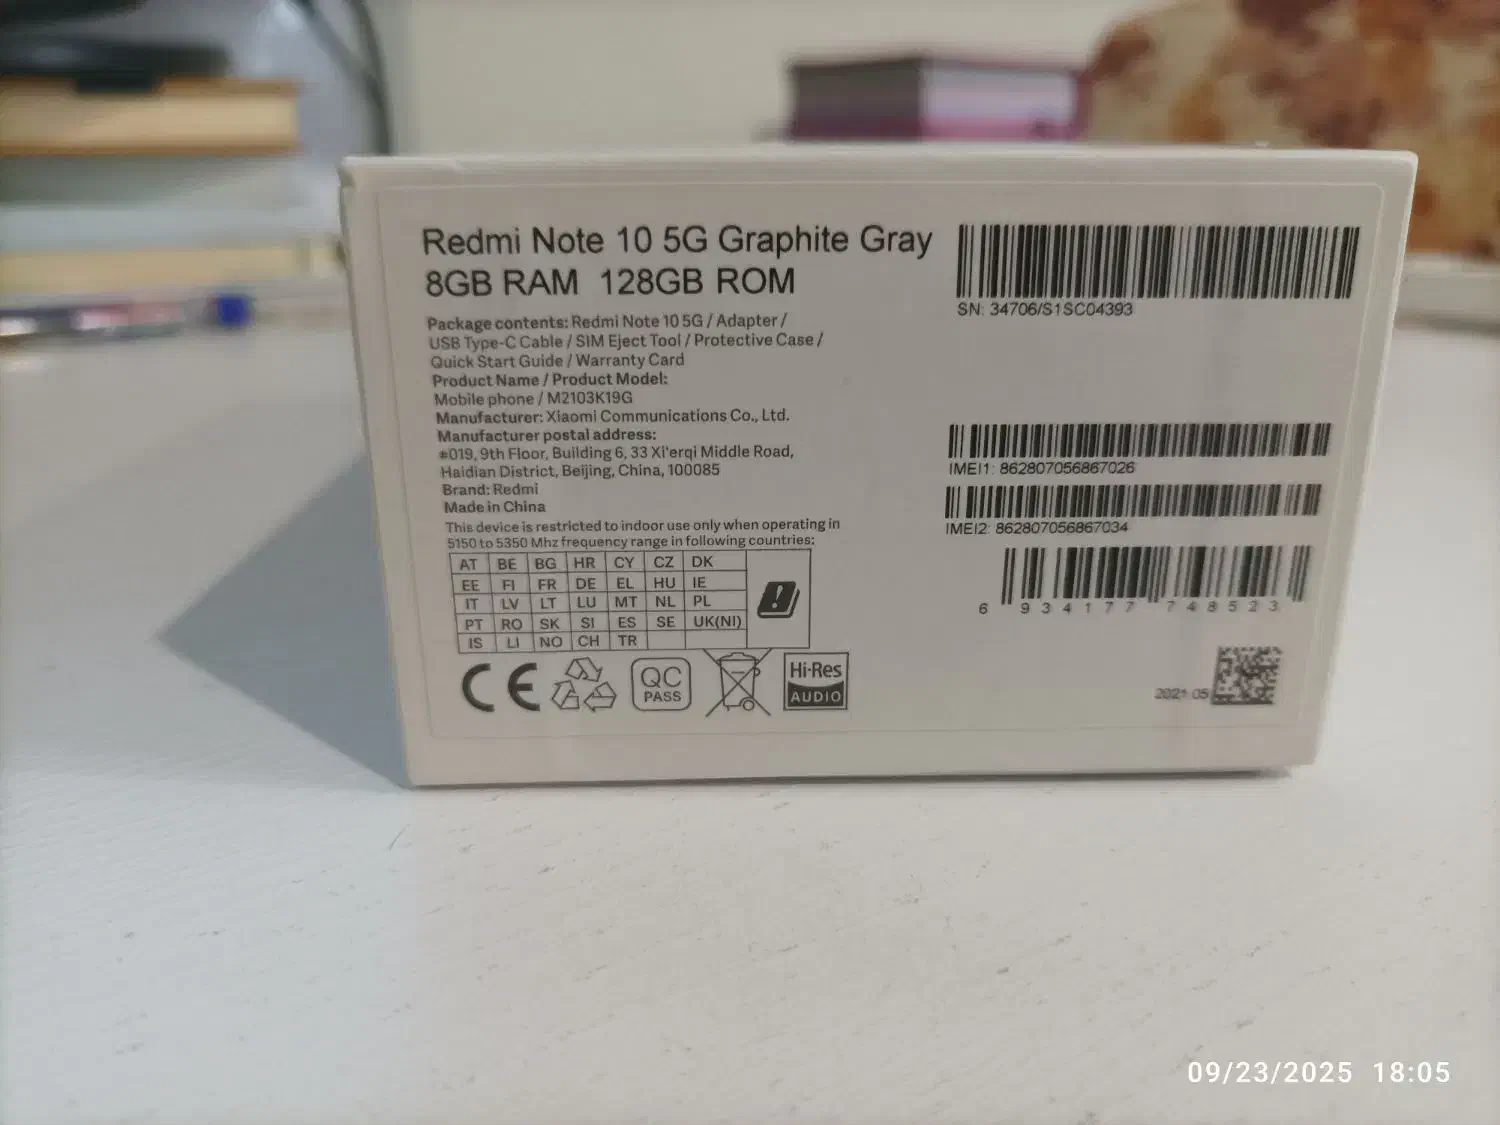 Redmi Note 10 5G Graphite Gray
8GB RAM 128GB ROM
Package contents: Redmi Note 10 5G / Adapter /
USB Type-C Cable / SIM Eject Tool / Protective Case /
Quick Start Guide / Warranty Card
Product Name / Product Model:
Mobile phone / M2103K19G
Manufacturer: Xiaomi Communications Co., Ltd.
Manufacturer postal address:
#019, 9th Floor, Building 6, 33 Xi'erqi Middle Road,
Haidian District, Beijing, China, 100085
Brand: Redmi
Made in China
This device is restricted to indoor use only when operating in
5150 to 5350 Mhz frequency range in following countries:
AT BE BG HR CY CZ DK
EE FI FR DE EL HU IE
IT LV LT LU MT NL PL
PT RO SK SI ES SE UK(NI)
IS LI NO CH TR
CE
QC
PASS
Hi-Res
AUDIO
SN: 34706/S1SC04393
IMEI1: 862807056867026
IMEI2: 862807056867034
6 934177 748523
2021 05
09/23/2025 18:05